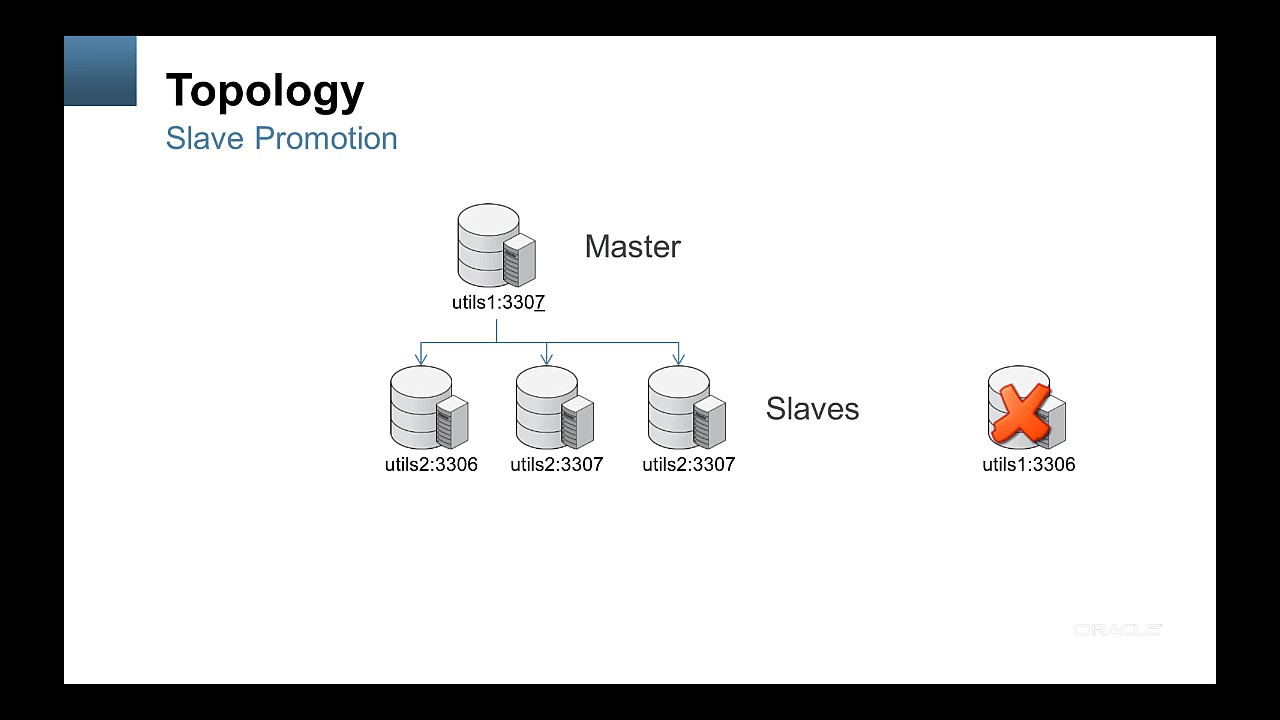 Topology
Slave Promotion
Master
utils1:3307
Slaves
utils2:3306 utils2:3307 utils2:3307 utils1:3306
ORACLE